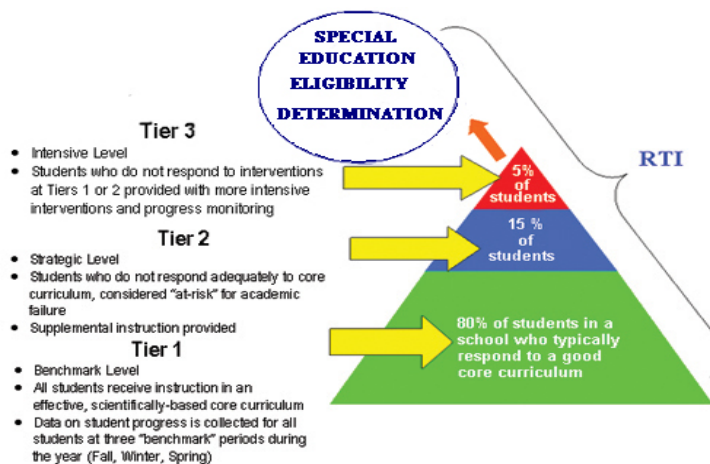 SPECIAL
EDUCATION
ELIGIBILITY
DETERMINATION
Tier 3
• Intensive Level
• Students who do not respond to interventions
at Tiers 1 or 2 provided with more intensive
interventions and progress monitoring
Tier 2
• Strategic Level
• Students who do not respond adequately to core
curriculum, considered "at-risk" for academic
failure
• Supplemental instruction provided
Tier 1
• Benchmark Level
• All students receive instruction in an
effective, scientifically-based core curriculum
• Data on student progress is collected for all
students at three "benchmark" periods during
the year (Fall, Winter, Spring)
5%
of
students
15 %
of
students
80% of students in a
school who typically
respond to a good
core curriculum
RTI